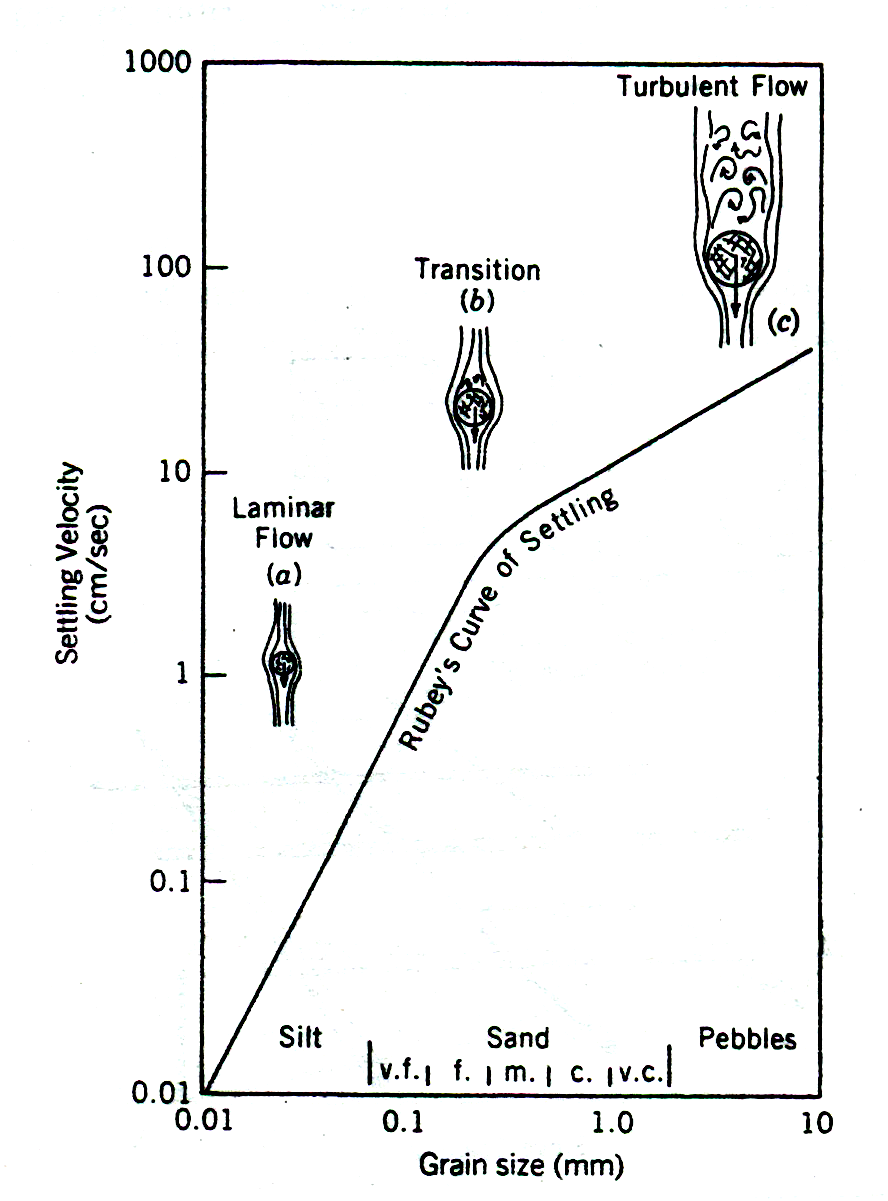 1000
Turbulent Flow
100
Transition
(b)
(c)
10
Laminar
Flow
(a)
Settling Velocity
(cm/sec)
Rubey's Curve of Settling
1
0.1
Silt
Sand
Pebbles
v.f.
f.
m.
c.
v.c.
0.01
0.01
0.1
1.0
10
Grain size (mm)